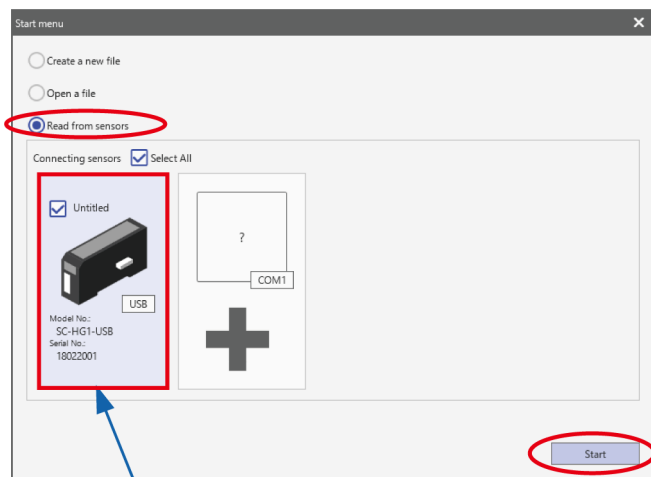 Start menu
Create a new file
Open a file
Read from sensors
Connecting sensors Select All
Untitled
?
COM1
USB
Model No.:
SC-HG1-USB
Serial No.:
18022001
Start